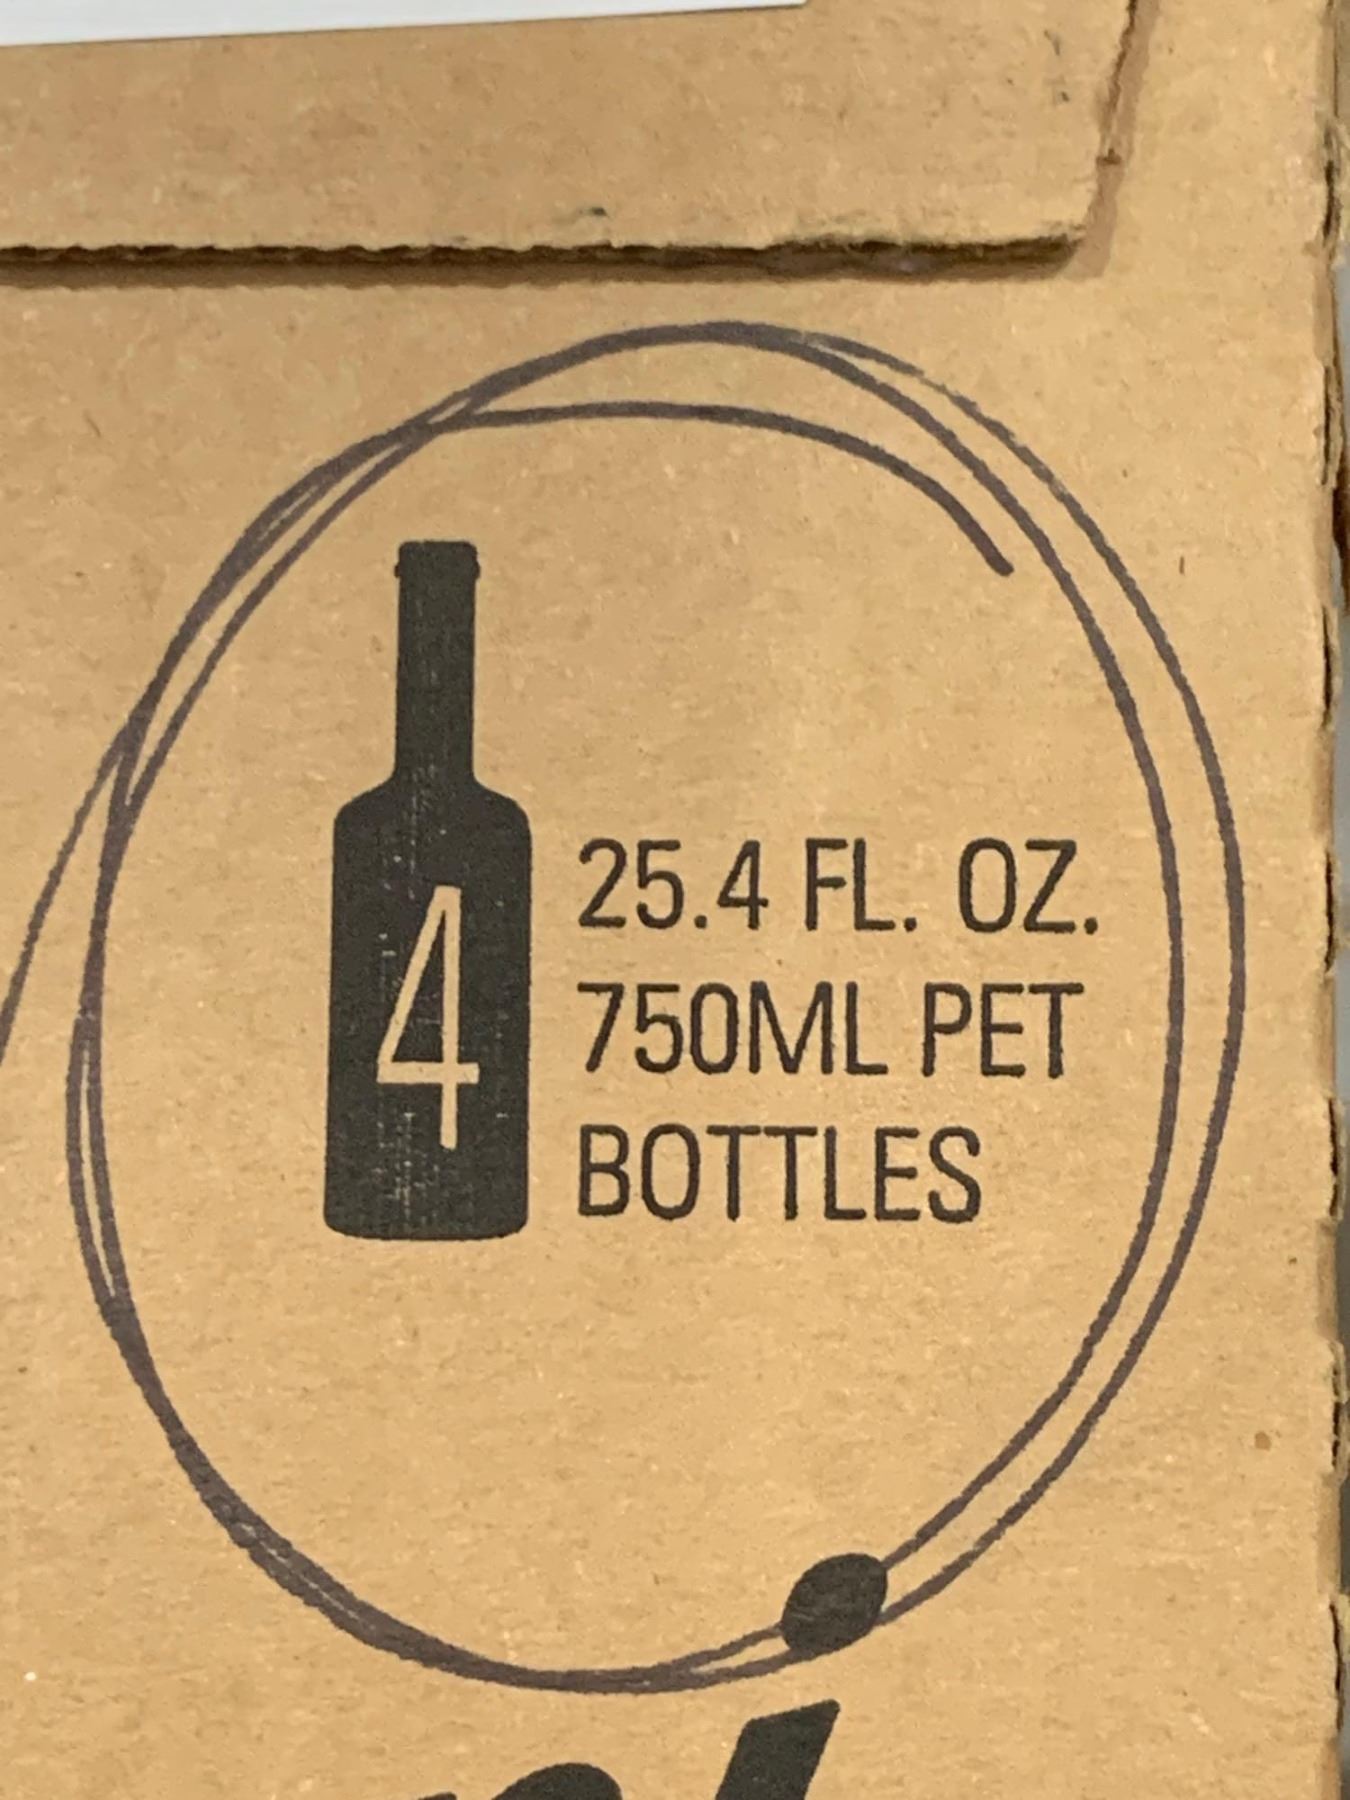 4
25.4 FL. OZ.
750ML PET
BOTTLES